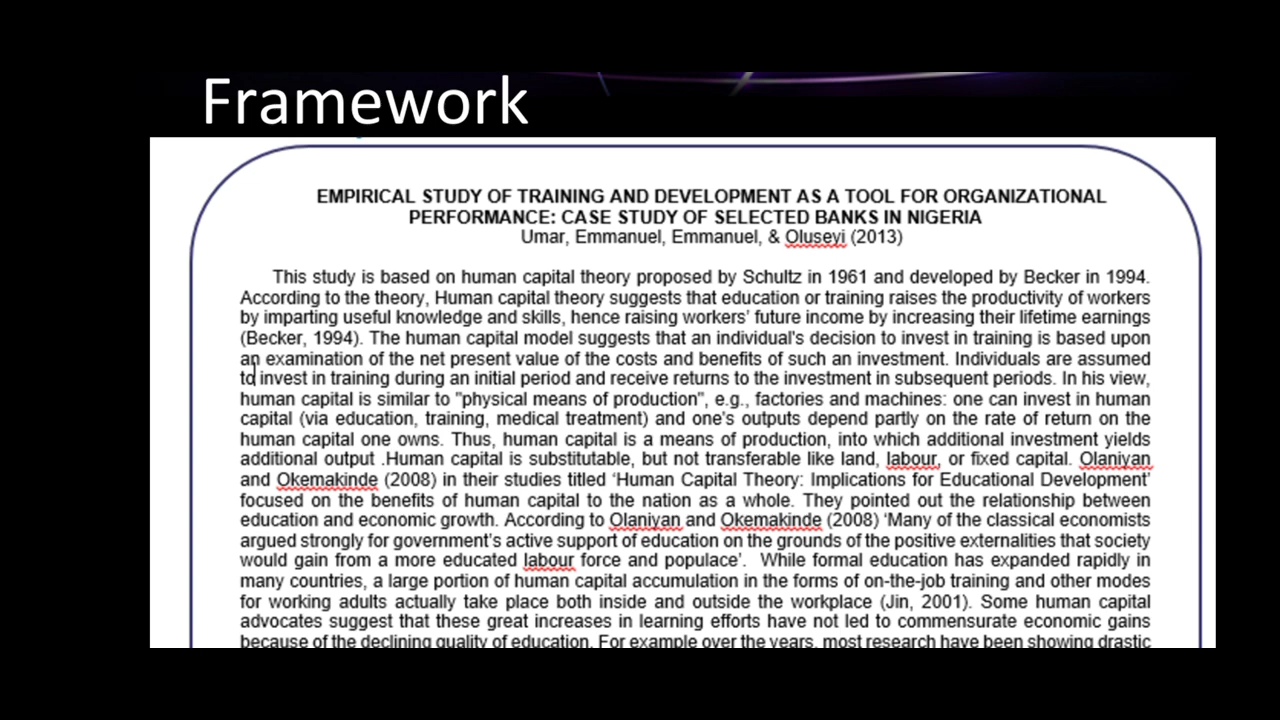 Framework
EMPIRICAL STUDY OF TRAINING AND DEVELOPMENT AS A TOOL FOR ORGANIZATIONAL
PERFORMANCE: CASE STUDY OF SELECTED BANKS IN NIGERIA
Umar, Emmanuel, Emmanuel, & Oluseyi (2013)
This study is based on human capital theory proposed by Schultz in 1961 and developed by Becker in 1994.
According to the theory, Human capital theory suggests that education or training raises the productivity of workers
by imparting useful knowledge and skills, hence raising workers’ future income by increasing their lifetime earnings
(Becker, 1994). The human capital model suggests that an individual's decision to invest in training is based upon
an examination of the net present value of the costs and benefits of such an investment. Individuals are assumed
to invest in training during an initial period and receive returns to the investment in subsequent periods. In his view,
human capital is similar to "physical means of production", e.g., factories and machines: one can invest in human
capital (via education, training, medical treatment) and one's outputs depend partly on the rate of return on the
human capital one owns. Thus, human capital is a means of production, into which additional investment yields
additional output .Human capital is substitutable, but not transferable like land, labour, or fixed capital. Olaniyan
and Okemakinde (2008) in their studies titled ‘Human Capital Theory: Implications for Educational Development’
focused on the benefits of human capital to the nation as a whole. They pointed out the relationship between
education and economic growth. According to Olaniyan and Okemakinde (2008) ‘Many of the classical economists
argued strongly for government’s active support of education on the grounds of the positive externalities that society
would gain from a more educated labour force and populace’. While formal education has expanded rapidly in
many countries, a large portion of human capital accumulation in the forms of on-the-job training and other modes
for working adults actually take place both inside and outside the workplace (Jin, 2001). Some human capital
advocates suggest that these great increases in learning efforts have not led to commensurate economic gains
because of the declining quality of education. For example over the years, most research have been showing drastic